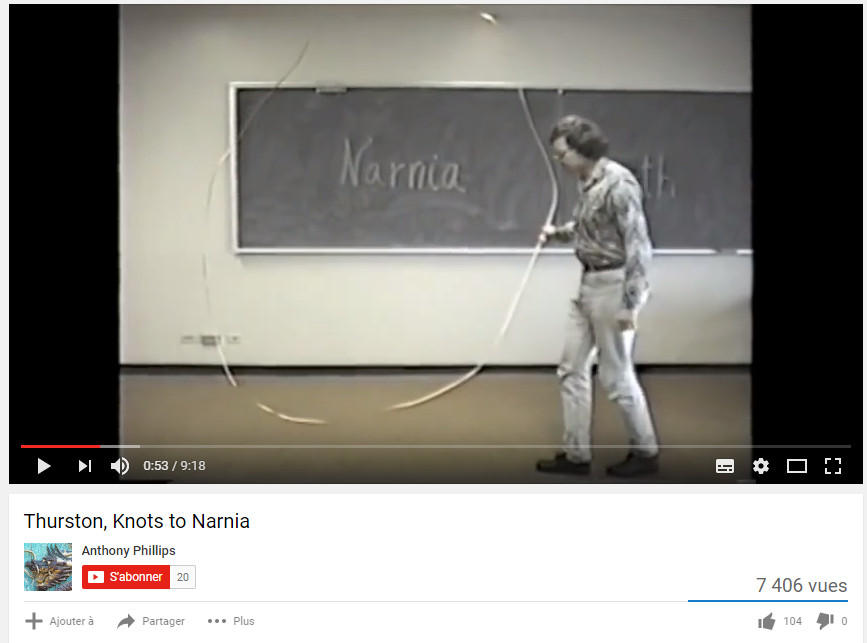 Narnia
th
0:53 / 9:18
Thurston, Knots to Narnia
Anthony Phillips
S'abonner 20
7 406 vues
Ajouter à Partager Plus 104 0